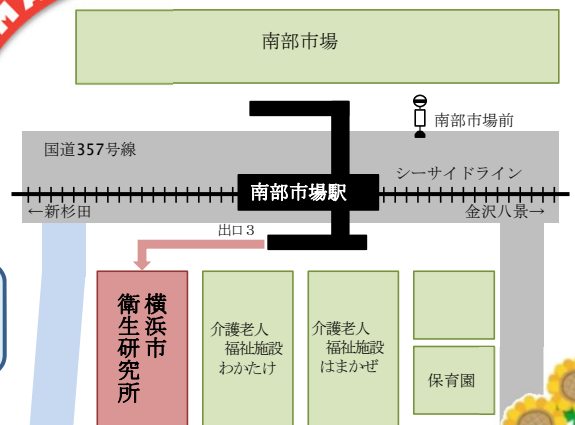 MA
南部市場
南部市場前
国道357号線
シーサイドライン
南部市場駅
←新杉田
金沢八景→
出口３
横浜市
衛生研究所
介護老人
福祉施設
わかたけ
介護老人
福祉施設
はまかぜ
保育園